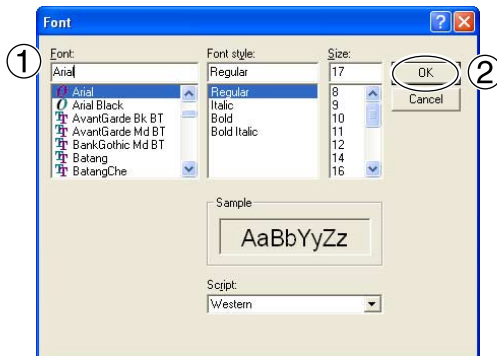 Font
① Font: Font style: Size:
Arial Regular 17 OK ②
Arial Regular 8 Cancel
Arial Black Italic 9
AvantGarde Bk BT Bold 10
AvantGarde Md BT Bold Italic 11
BankGothic Md BT 12
Batang 14
BatangChe 16
Sample
AaBbYyZz
Script:
Western